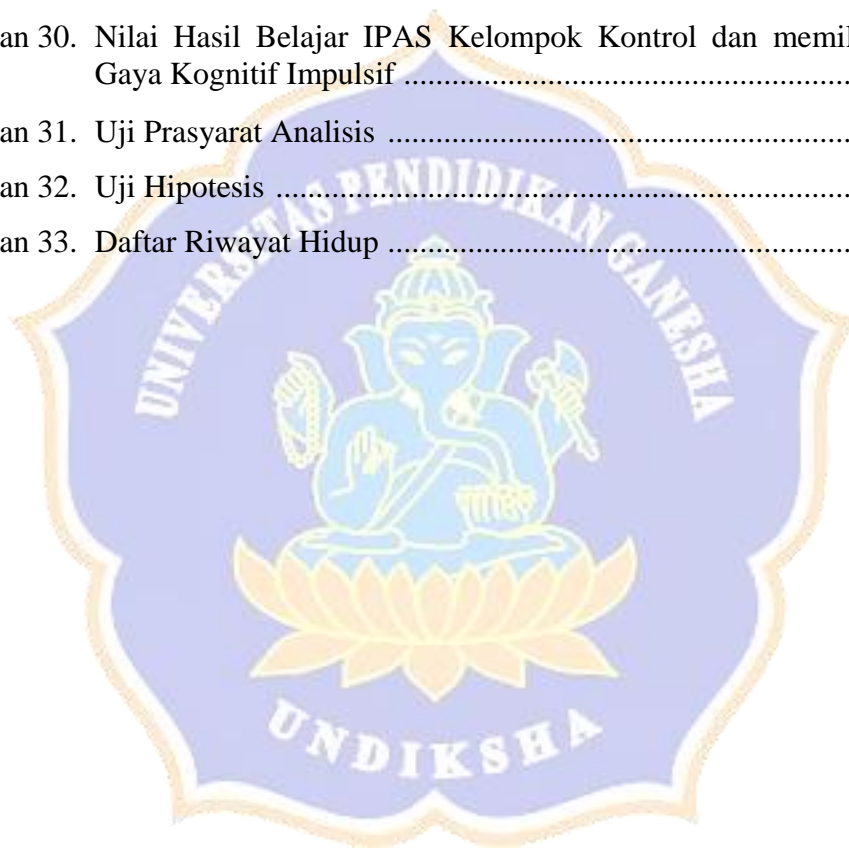 an 30. Nilai Hasil Belajar IPAS Kelompok Kontrol dan memil
Gaya Kognitif Impulsif ........................................................
an 31. Uji Prasyarat Analisis ..........................................................
an 32. Uji Hipotesis ........................................................................
an 33. Daftar Riwayat Hidup ..........................................................
UNIVERSITAS PENDIDIKAN GANESHA
UNDIKSHA